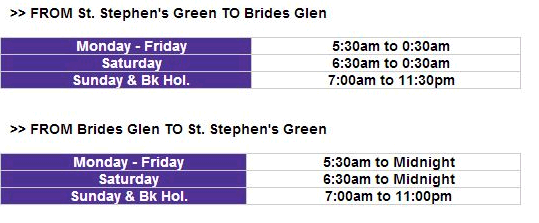 >> FROM St. Stephen's Green TO Brides Glen
Monday - Friday 5:30am to 0:30am
Saturday 6:30am to 0:30am
Sunday & Bk Hol. 7:00am to 11:30pm
>> FROM Brides Glen TO St. Stephen's Green
Monday - Friday 5:30am to Midnight
Saturday 6:30am to Midnight
Sunday & Bk Hol. 7:00am to 11:00pm